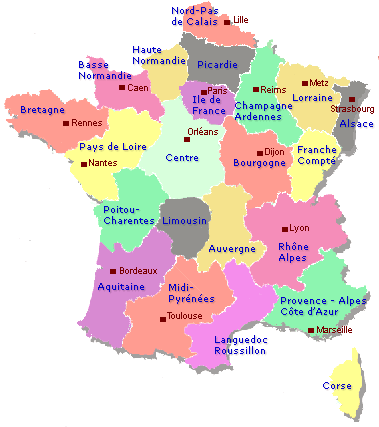 Nord-Pas
de Calais
Lille
Haute
Normandie
Picardie
Basse
Normandie
Caen
Paris
Ile de
France
Reims
Champagne
Ardennes
Metz
Lorraine
Strasbourg
Alsace
Bretagne
Rennes
Pays de Loire
Nantes
Orléans
Centre
Dijon
Bourgogne
Franche
Compté
Poitou-
Charentes
Limousin
Auvergne
Lyon
Rhône
Alpes
Bordeaux
Aquitaine
Midi-
Pyrénées
Toulouse
Languedoc
Roussillon
Provence - Alpes
Côte d'Azur
Marseille
Corse